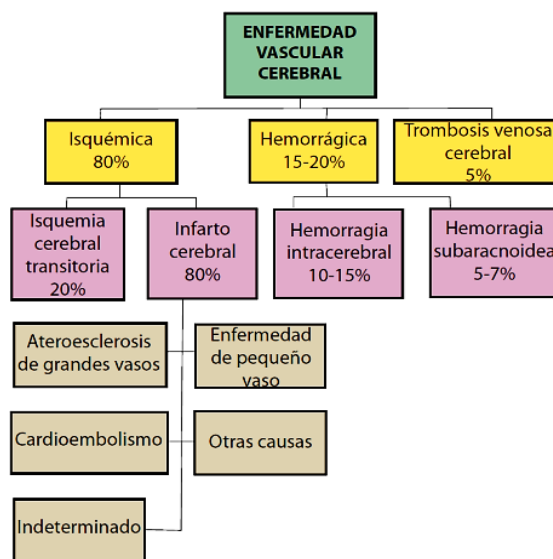 ENFERMEDAD
VASCULAR
CEREBRAL
Isquémica
80%
Hemorrágica
15-20%
Trombosis venosa
cerebral
5%
Isquemia
cerebral
transitoria
20%
Infarto
cerebral
80%
Hemorragia
intracerebral
10-15%
Hemorragia
subaracnoidea
5-7%
Ateroesclerosis
de grandes vasos
Enfermedad
de pequeño
vaso
Cardioembolismo
Otras causas
Indeterminado